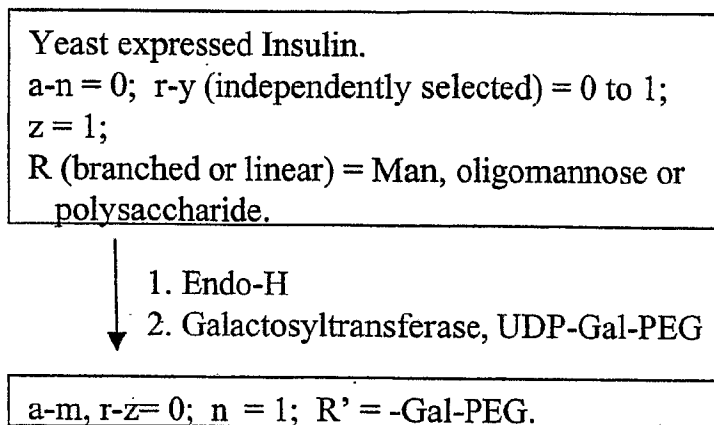 Yeast expressed Insulin.
a-n = 0; r-y (independently selected) = 0 to 1;
z = 1;
R (branched or linear) = Man, oligomannose or
polysaccharide.
1. Endo-H
2. Galactosyltransferase, UDP-Gal-PEG
a-m, r-z= 0; n = 1; R' = -Gal-PEG.